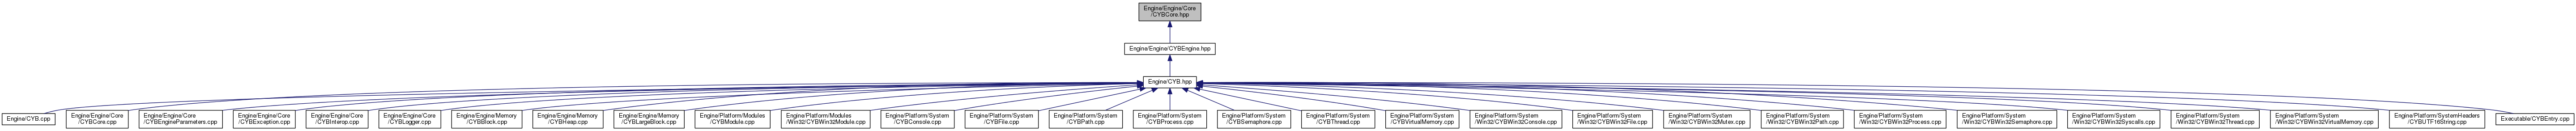 Engine/Engine/Core
/CYBCore.hpp
Engine/Engine/CYBEngine.hpp
Engine/CYB.hpp
Engine/CYB.cpp
Engine/Engine/Core
/CYBCore.cpp
Engine/Engine/Core
/CYBEngineParameters.cpp
Engine/Engine/Core
/CYBException.cpp
Engine/Engine/Core
/CYBInterop.cpp
Engine/Engine/Core
/CYBLogger.cpp
Engine/Engine/Memory
/CYBBlock.cpp
Engine/Engine/Memory
/CYBHeap.cpp
Engine/Engine/Memory
/CYBLargeBlock.cpp
Engine/Platform/Modules
/CYBModule.cpp
Engine/Platform/Modules
/Win32/CYBWin32Module.cpp
Engine/Platform/System
/CYBConsole.cpp
Engine/Platform/System
/CYBFile.cpp
Engine/Platform/System
/CYBPath.cpp
Engine/Platform/System
/CYBProcess.cpp
Engine/Platform/System
/CYBSemaphore.cpp
Engine/Platform/System
/CYBThread.cpp
Engine/Platform/System
/CYBVirtualMemory.cpp
Engine/Platform/System
/Win32/CYBWin32Console.cpp
Engine/Platform/System
/Win32/CYBWin32File.cpp
Engine/Platform/System
/Win32/CYBWin32Mutex.cpp
Engine/Platform/System
/Win32/CYBWin32Path.cpp
Engine/Platform/System
/Win32/CYBWin32Process.cpp
Engine/Platform/System
/Win32/CYBWin32Semaphore.cpp
Engine/Platform/System
/Win32/CYBWin32Syscalls.cpp
Engine/Platform/System
/Win32/CYBWin32Thread.cpp
Engine/Platform/System
/Win32/CYBWin32VirtualMemory.cpp
Engine/Platform/SystemHeaders
/CYBUTF16String.cpp
Executable/CYBEntry.cpp